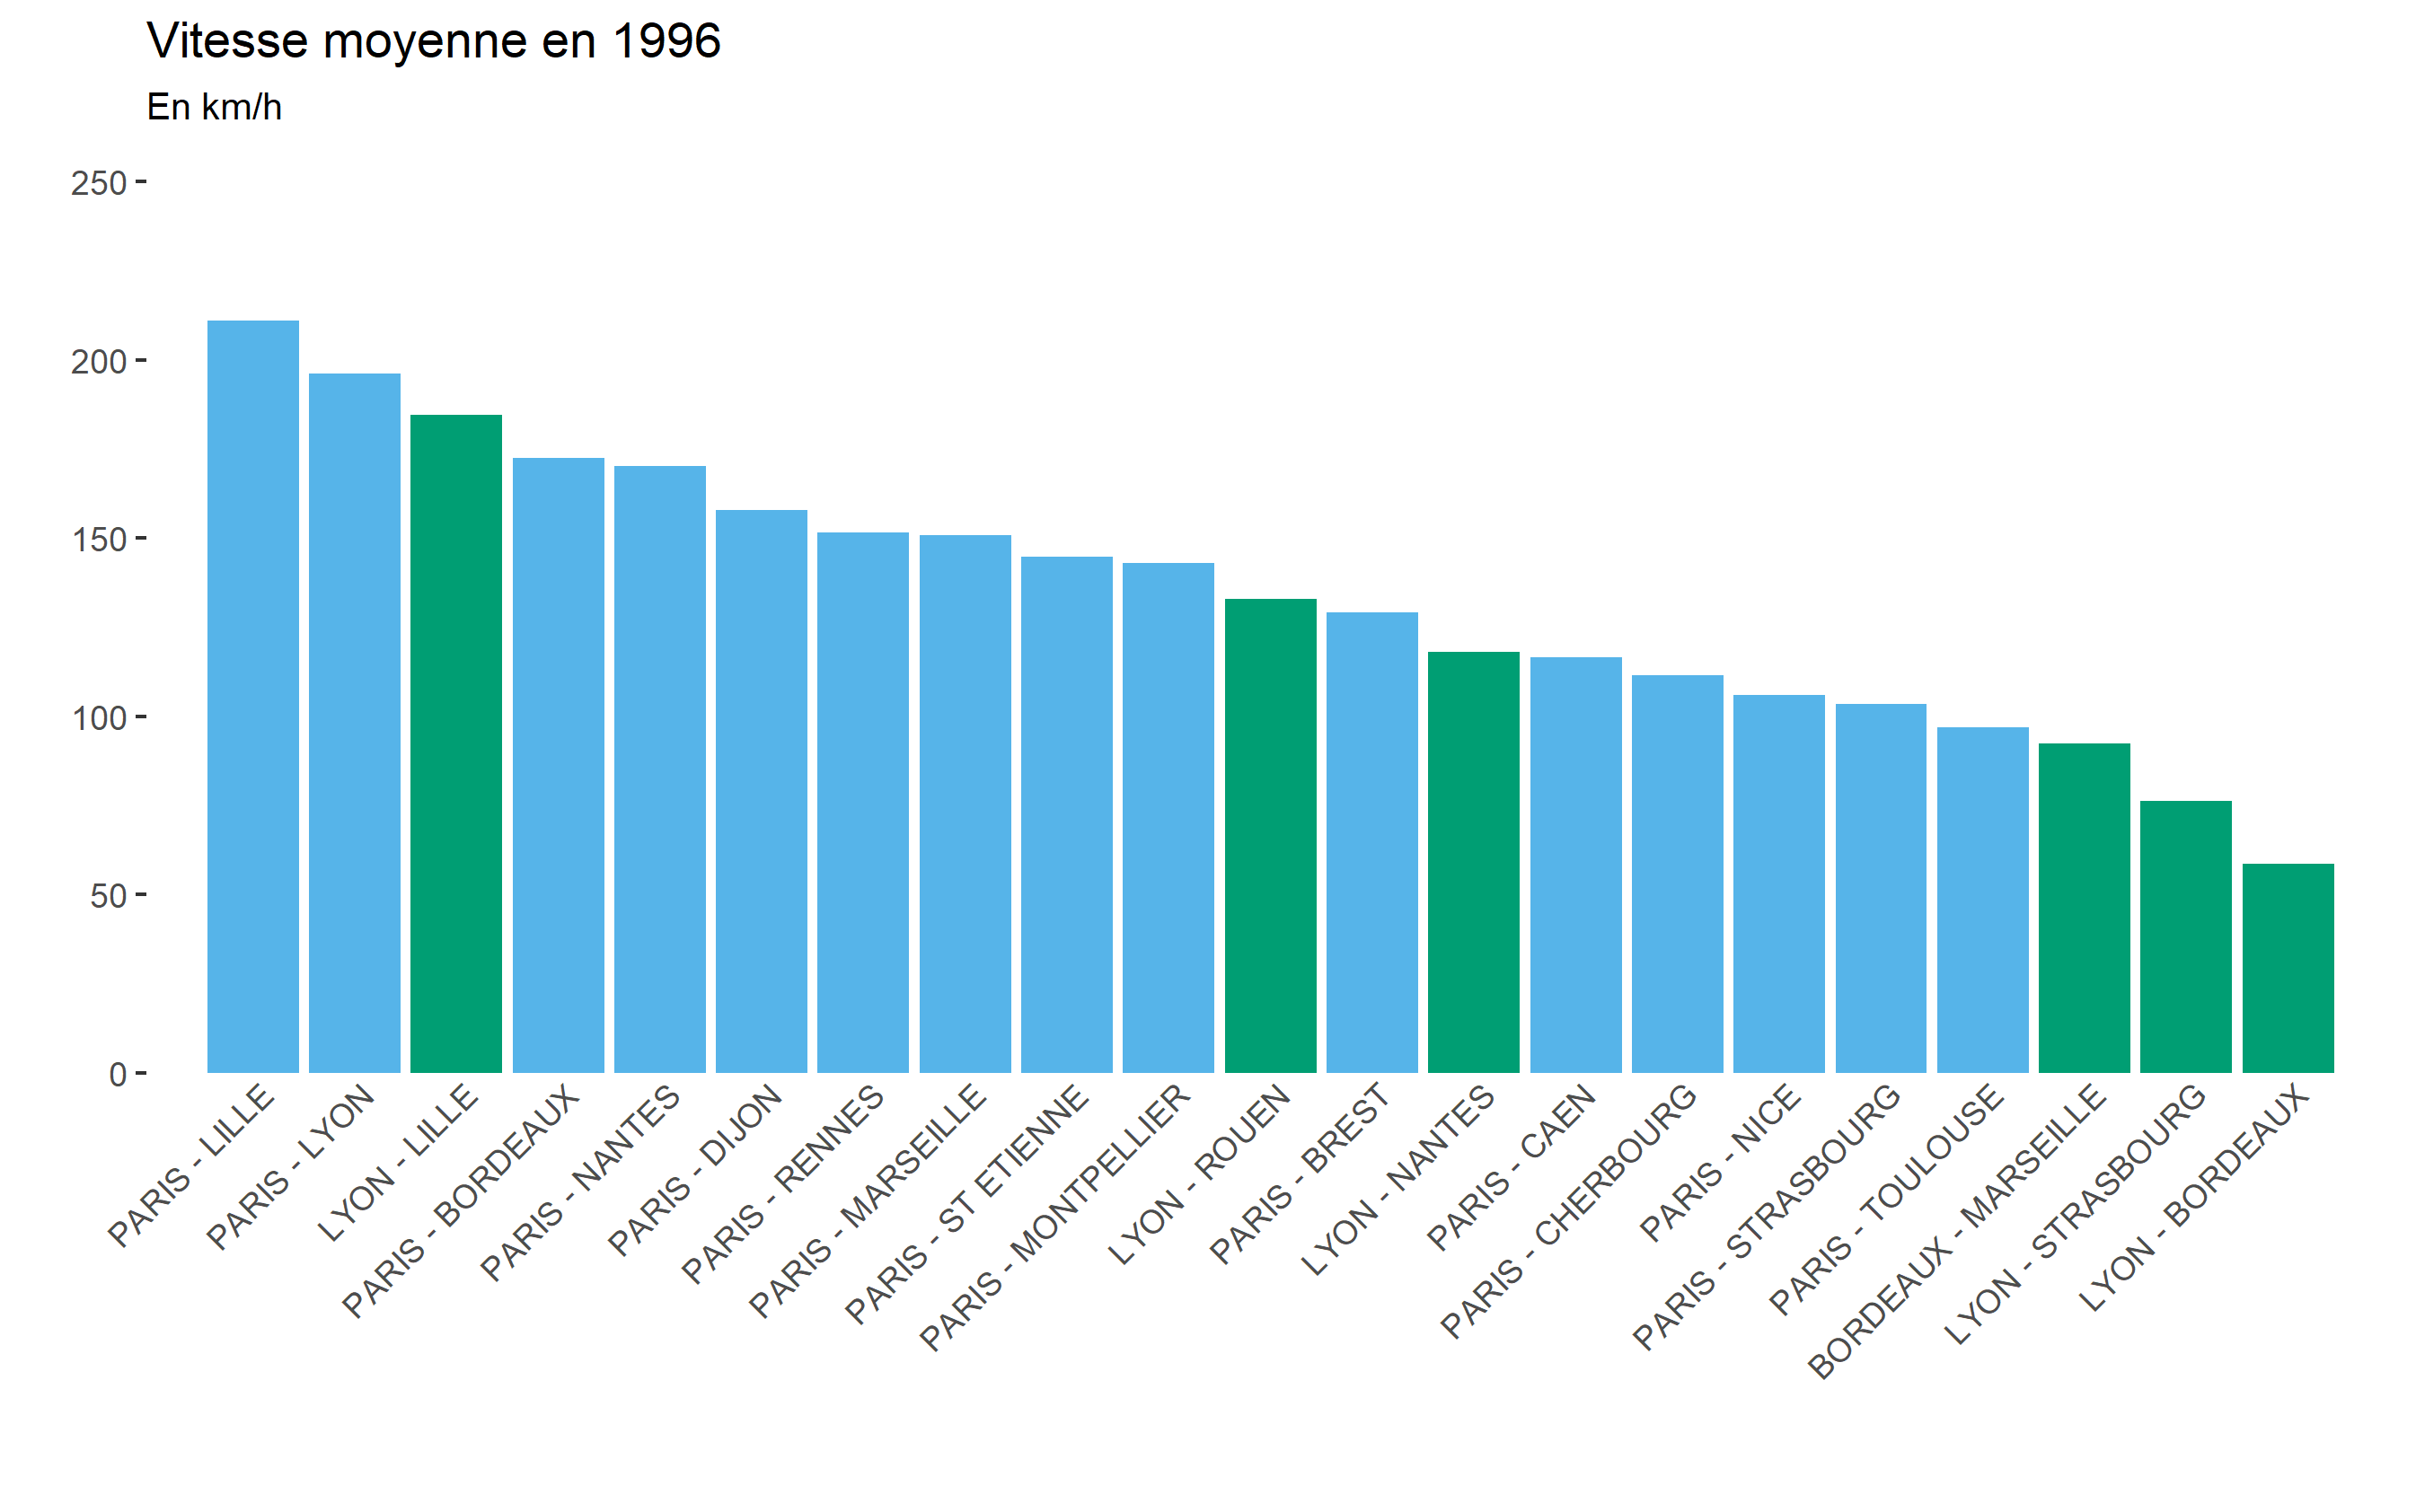 Vitesse moyenne en 1996
En km/h
250
200
150
100
50
0
PARIS - LILLE
PARIS - LYON
LYON - LILLE
PARIS - BORDEAUX
PARIS - NANTES
PARIS - DIJON
PARIS - RENNES
PARIS - MARSEILLE
PARIS - ST ETIENNE
PARIS - MONTPELLIER
LYON - ROUEN
PARIS - BREST
LYON - NANTES
PARIS - CAEN
PARIS - CHERBOURG
PARIS - NICE
PARIS - STRASBOURG
PARIS - TOULOUSE
BORDEAUX - MARSEILLE
LYON - STRASBOURG
LYON - BORDEAUX